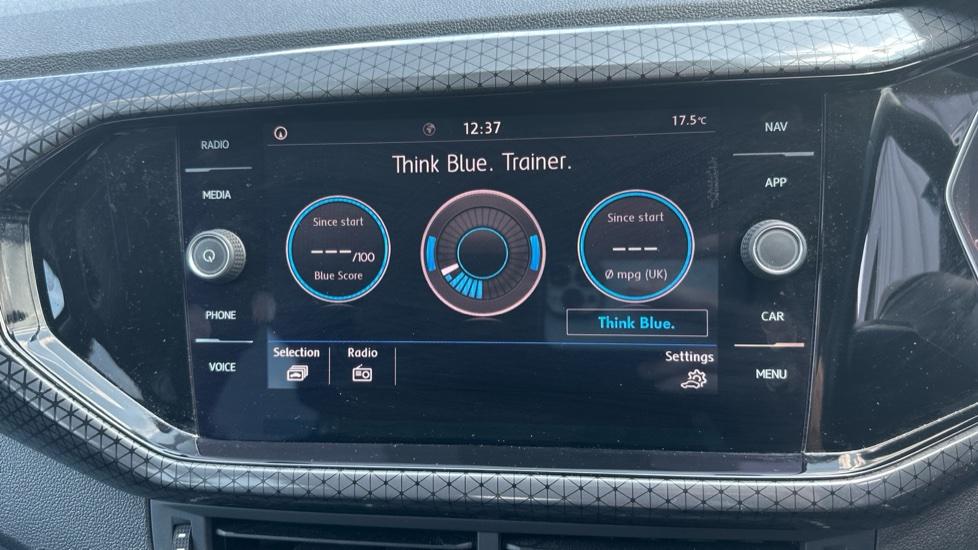 RADIO
MEDIA
PHONE
VOICE
12:37
17.5°C
Think Blue. Trainer.
Since start
---/100
Blue Score
Since start
---
Ø mpg (UK)
Think Blue.
Selection
Radio
Settings
NAV
APP
CAR
MENU